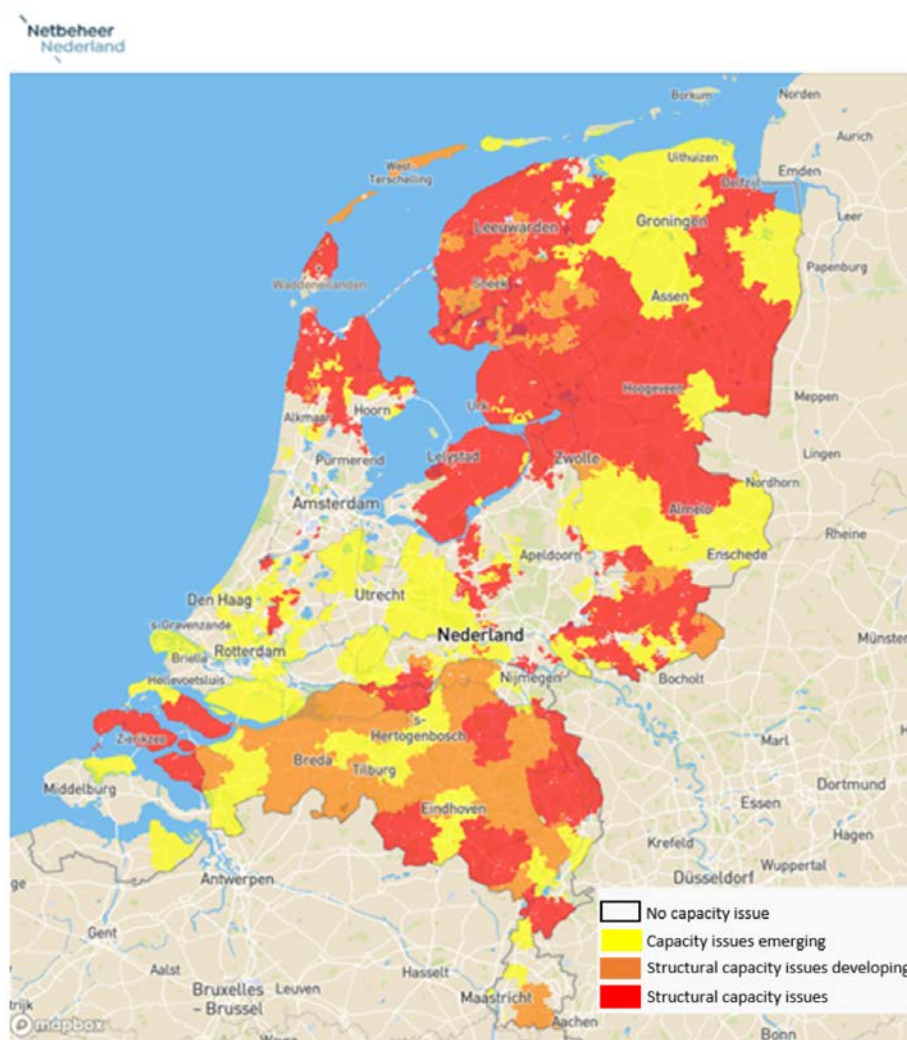 Netbeheer
Nederland
Borkum
Norden
Aurich
Uithuizen
Emden
West-
Terschelling
Delfzijl
Leer
Leeuwarden
Groningen
Papenburg
Waddeneilanden
Sneek
Assen
Hoogeveen
Meppen
Alkmaar
Hoorn
Urk
Lingen
Purmerend
Lelystad
Zwolle
Nordhorn
Amsterdam
Almelo
Rheine
Apeldoorn
Enschede
Den Haag
Utrecht
's-Gravenzande
Nederland
Münster
Rotterdam
Brielle
Hellevoetsluis
Nijmegen
Bocholt
's-
Hertogenbosch
Zierikzee
Marl
Breda
Tilburg
Dortmund
Middelburg
Essen
Eindhoven
Hagen
Krefeld
Wuppertal
Antwerpen
Düsseldorf
Gent
No capacity issue
Capacity issues emerging
Structural capacity issues developing
Structural capacity issues
Aalst
Hasselt
Bruxelles
- Brussel
Leuven
Maastricht
Aachen
Bonn
mapbox